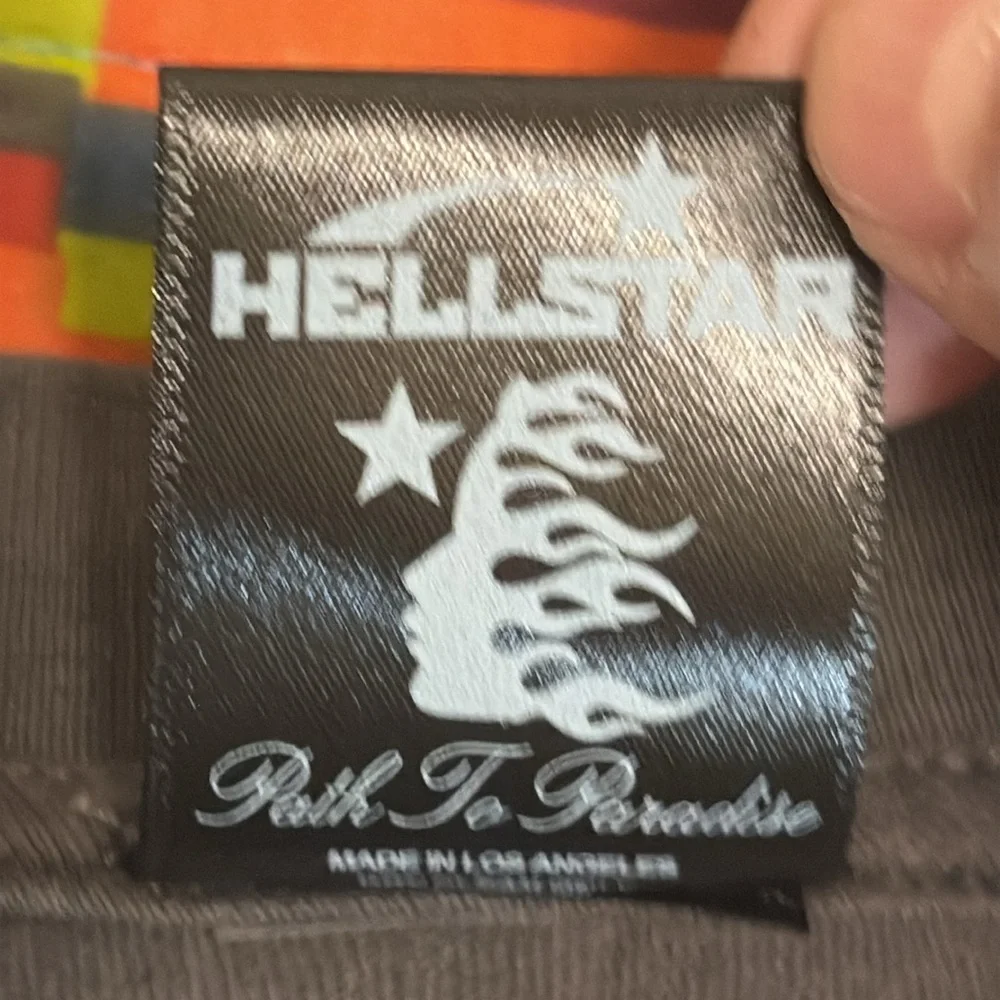 HELLSTAR
Path To Paradise
MADE IN LOS ANGELES